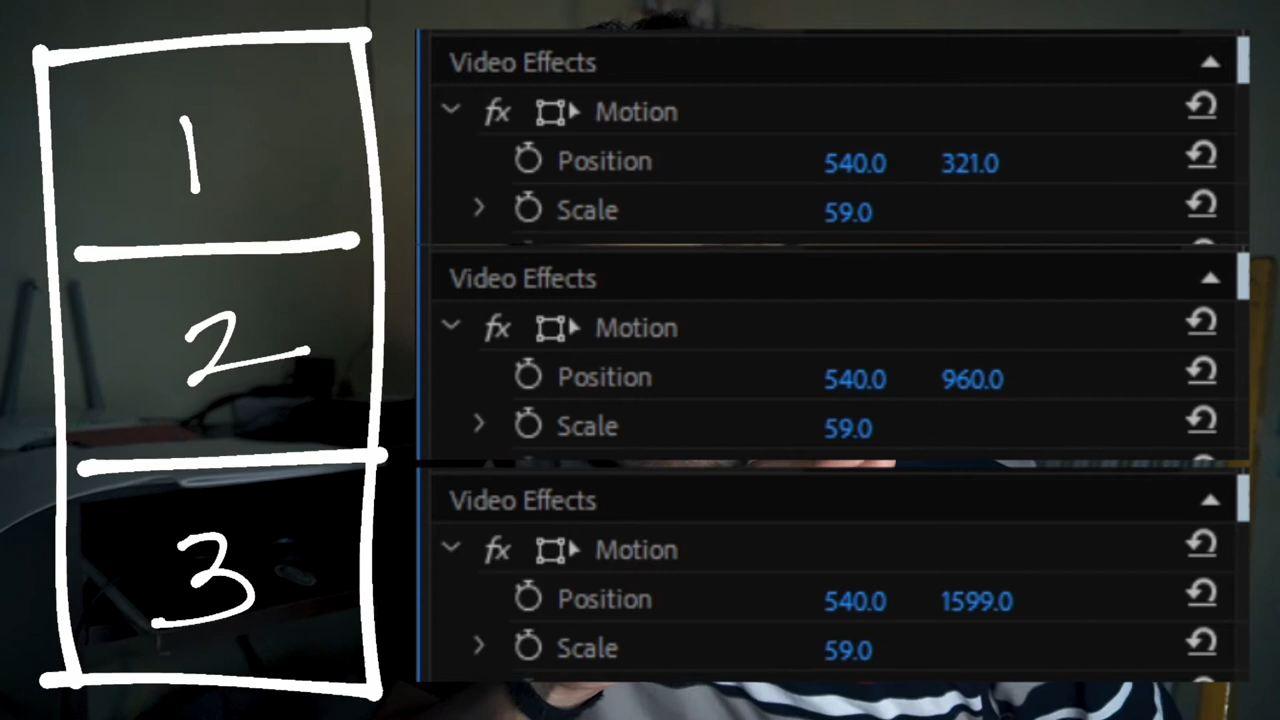 1
2
3
Video Effects
fx Motion
Position 540.0 321.0
Scale 59.0
Video Effects
fx Motion
Position 540.0 960.0
Scale 59.0
Video Effects
fx Motion
Position 540.0 1599.0
Scale 59.0